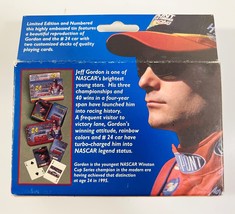 Limited Edition and Numbered
this highly embossed tin features
a beautiful reproduction of
Gordon and the # 24 car with
two customized decks of quality
playing cards.
Jeff Gordon is one of
NASCAR's brightest
young stars. His three
championships and
40 wins in a four-year
span have launched him
into racing history.
A frequent visitor to
victory lane, Gordon's
winning attitude, rainbow
colors and # 24 car have
turbo-charged him into
NASCAR legend status.
Gordon is the youngest NASCAR Winston
Cup Series champion in the modern era
having achieved that distinction
at age 24 in 1995.